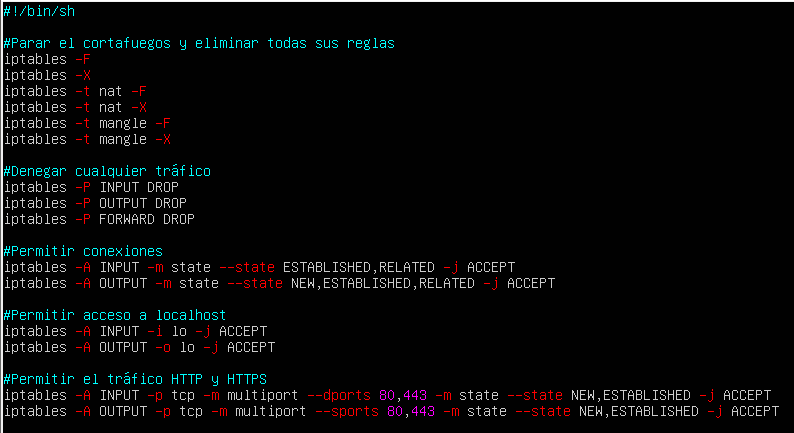 #!/bin/sh
#Parar el cortafuegos y eliminar todas sus reglas
iptables -F
iptables -X
iptables -t nat -F
iptables -t nat -X
iptables -t mangle -F
iptables -t mangle -X
#Denegar cualquier tráfico
iptables -P INPUT DROP
iptables -P OUTPUT DROP
iptables -P FORWARD DROP
#Permitir conexiones
iptables -A INPUT -m state --state ESTABLISHED,RELATED -j ACCEPT
iptables -A OUTPUT -m state --state NEW,ESTABLISHED,RELATED -j ACCEPT
#Permitir acceso a localhost
iptables -A INPUT -i lo -j ACCEPT
iptables -A OUTPUT -o lo -j ACCEPT
#Permitir el tráfico HTTP y HTTPS
iptables -A INPUT -p tcp -m multiport --dports 80,443 -m state --state NEW,ESTABLISHED -j ACCEPT
iptables -A OUTPUT -p tcp -m multiport --sports 80,443 -m state --state NEW,ESTABLISHED -j ACCEPT